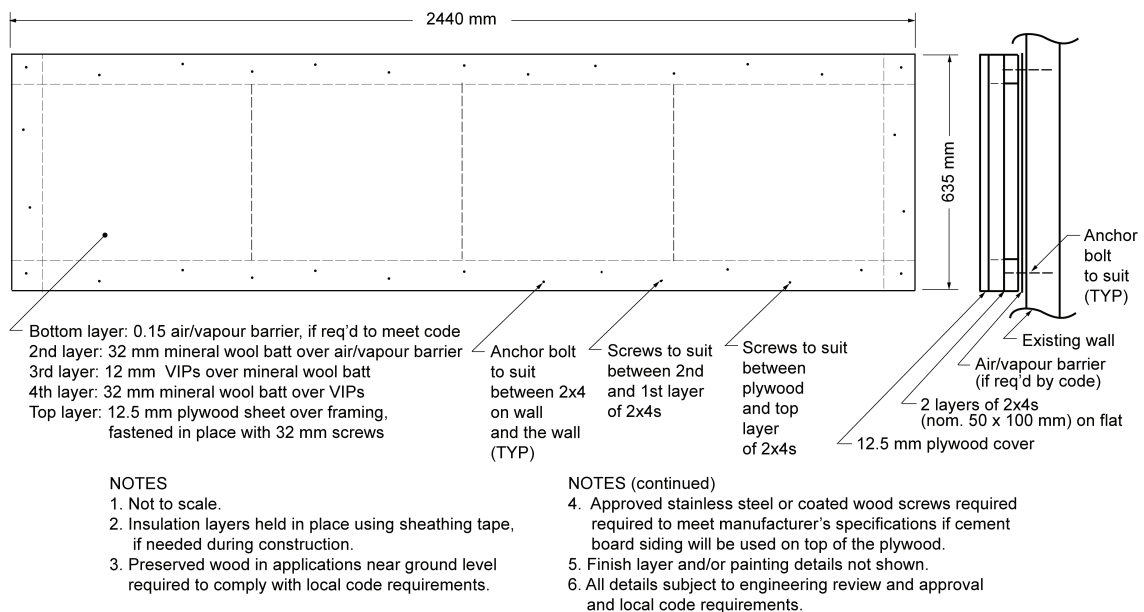 2440 mm
635 mm
Anchor
bolt
to suit
(TYP)
Existing wall
Air/vapour barrier
(if req'd by code)
2 layers of 2x4s
(nom. 50 x 100 mm) on flat
12.5 mm plywood cover
Bottom layer: 0.15 air/vapour barrier, if req'd to meet code
2nd layer: 32 mm mineral wool batt over air/vapour barrier
3rd layer: 12 mm VIPs over mineral wool batt
4th layer: 32 mm mineral wool batt over VIPs
Top layer: 12.5 mm plywood sheet over framing,
fastened in place with 32 mm screws
Anchor bolt
to suit
between 2x4
on wall
and the wall
(TYP)
Screws to suit
between 2nd
and 1st layer
of 2x4s
Screws to suit
between
plywood
and top
layer
of 2x4s
NOTES
1. Not to scale.
2. Insulation layers held in place using sheathing tape,
if needed during construction.
3. Preserved wood in applications near ground level
required to comply with local code requirements.
NOTES (continued)
4. Approved stainless steel or coated wood screws required
required to meet manufacturer's specifications if cement
board siding will be used on top of the plywood.
5. Finish layer and/or painting details not shown.
6. All details subject to engineering review and approval
and local code requirements.